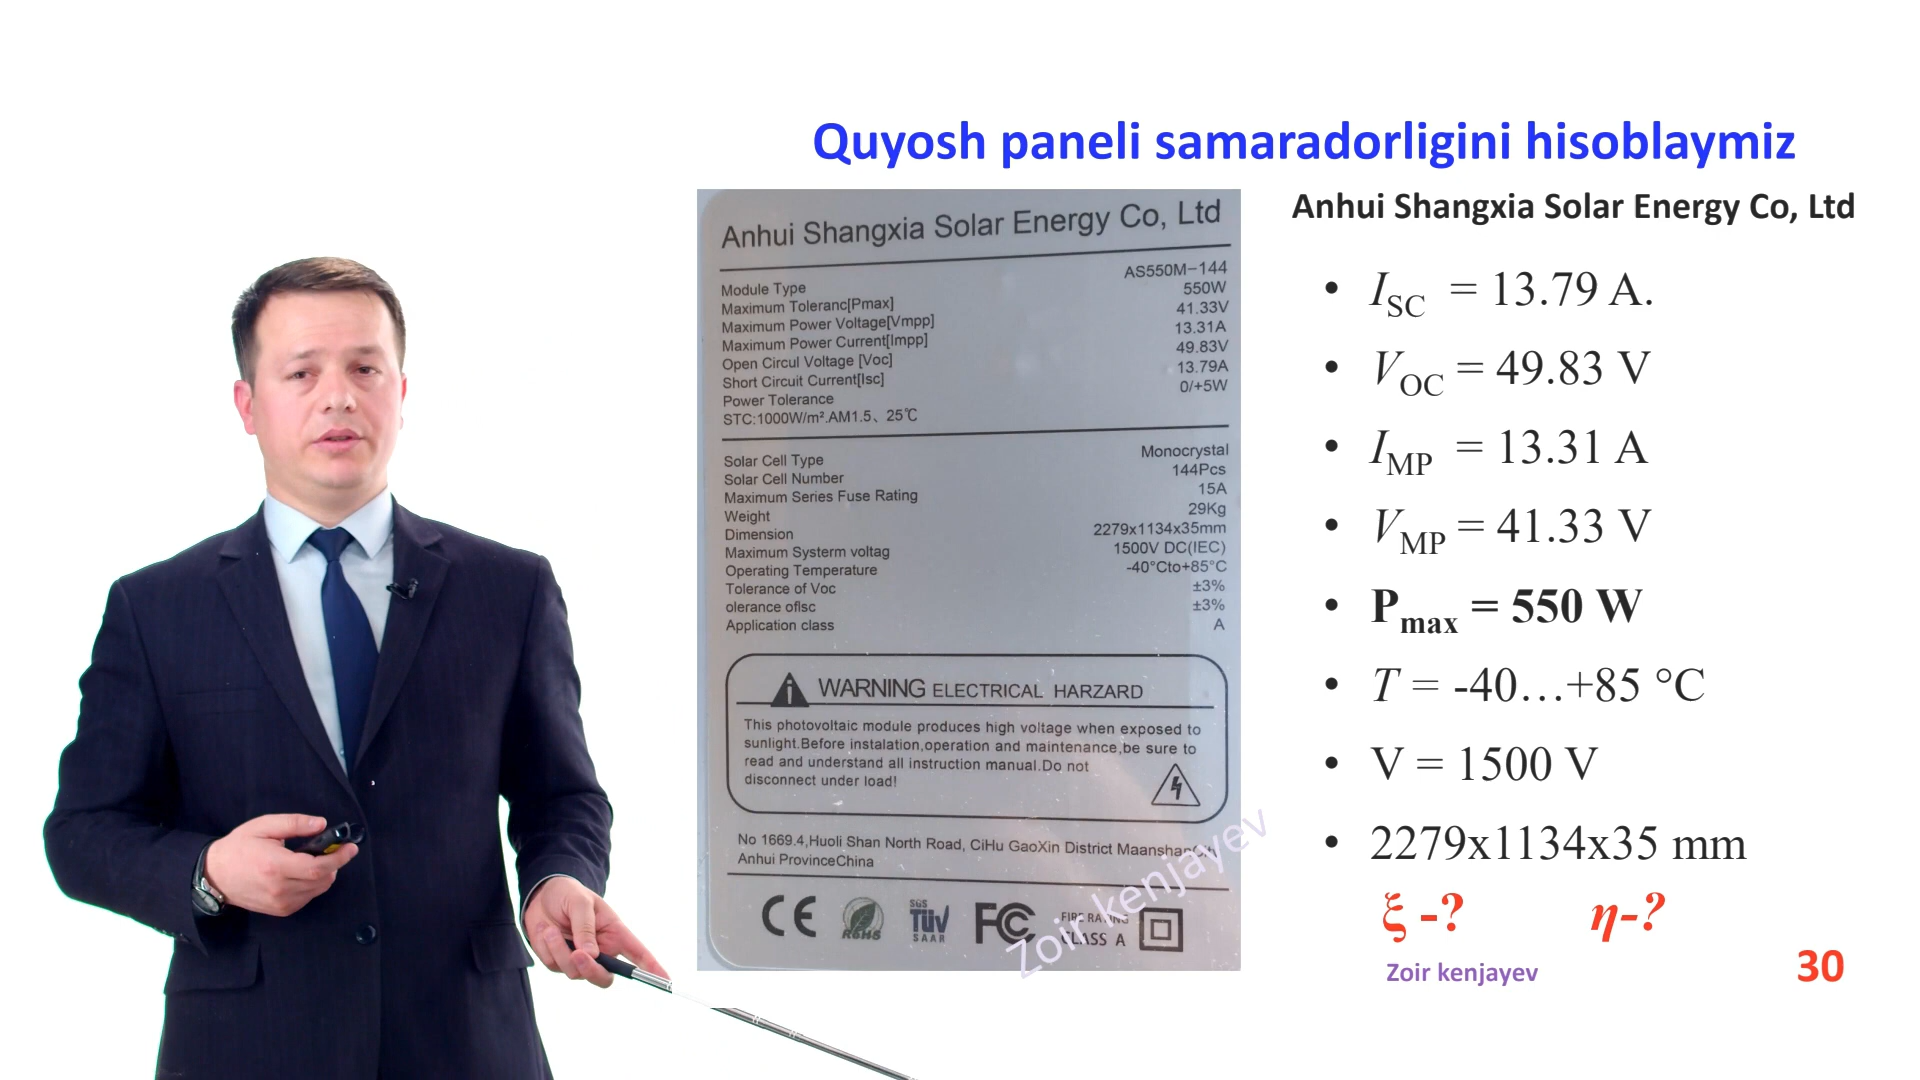 Quyosh paneli samaradorligini hisoblaymiz
Anhui Shangxia Solar Energy Co, Ltd
Module Type AS550M-144
Maximum Toleranc[Pmax] 550W
Maximum Power Voltage[Vmpp] 41.33V
Maximum Power Current[Impp] 13.31A
Open Circul Voltage [Voc] 49.83V
Short Circuit Current[Isc] 13.79A
Power Tolerance 0/+5W
STC:1000W/m².AM1.5、25℃
Solar Cell Type Monocrystal
Solar Cell Number 144Pcs
Maximum Series Fuse Rating 15A
Weight 29Kg
Dimension 2279x1134x35mm
Maximum Systerm voltag 1500V DC(IEC)
Operating Temperature -40°Cto+85°C
Tolerance of Voc ±3%
olerance ofIsc ±3%
Application class A
WARNING ELECTRICAL HARZARD
This photovoltaic module produces high voltage when exposed to
sunlight.Before instalation,operation and maintenance,be sure to
read and understand all instruction manual.Do not
disconnect under load!
No 1669.4,Huoli Shan North Road, CiHu GaoXin District Maanshan City
Anhui ProvinceChina
CE
RoHS
SGS
TÜV
SAAR
FC
FIRE RATING
CLASS A
Zoir kenjayev
Anhui Shangxia Solar Energy Co, Ltd
• I_SC = 13.79 A.
• V_OC = 49.83 V
• I_MP = 13.31 A
• V_MP = 41.33 V
• P_max = 550 W
• T = -40…+85 °C
• V = 1500 V
• 2279x1134x35 mm
ξ -? η-?
Zoir kenjayev
30